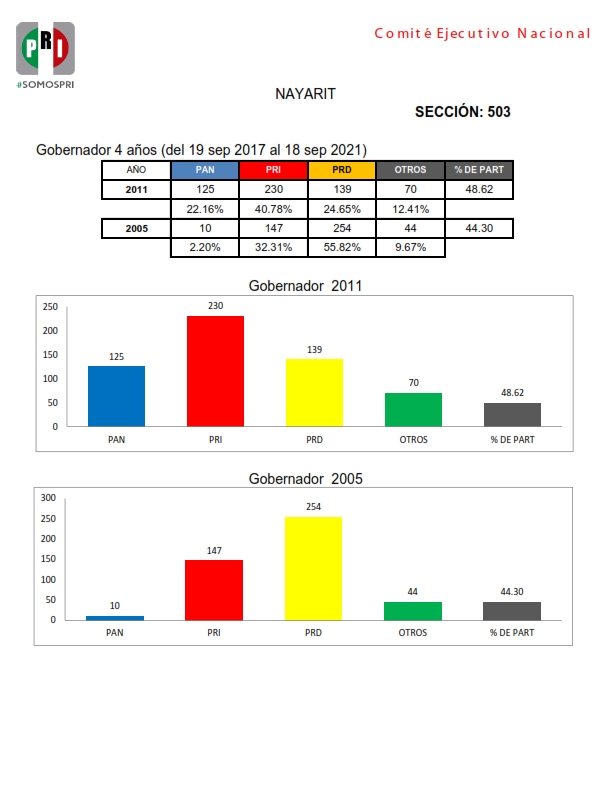 Comité Ejecutivo Nacional
PRI
#SOMOSPRI
NAYARIT
SECCIÓN: 503
Gobernador 4 años (del 19 sep 2017 al 18 sep 2021)
AÑO PAN PRI PRD OTROS % DE PART
2011 125 230 139 70 48.62
22.16% 40.78% 24.65% 12.41%
2005 10 147 254 44 44.30
2.20% 32.31% 55.82% 9.67%
Gobernador 2011
250
200
150
100
50
0
125 230 139 70 48.62
PAN PRI PRD OTROS % DE PART
Gobernador 2005
300
250
200
150
100
50
0
10 147 254 44 44.30
PAN PRI PRD OTROS % DE PART